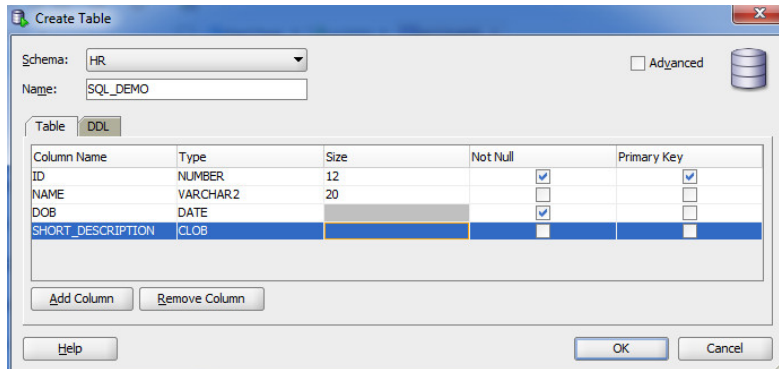 Create Table
Schema: HR Advanced
Name: SQL_DEMO
Table DDL
Column Name Type Size Not Null Primary Key
ID NUMBER 12
NAME VARCHAR2 20
DOB DATE
SHORT_DESCRIPTION CLOB
Add Column Remove Column
Help OK Cancel